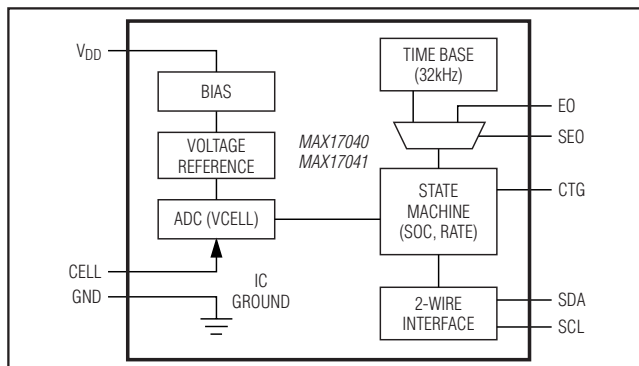 VDD
BIAS
VOLTAGE
REFERENCE
ADC (VCELL)
CELL
GND
IC
GROUND
MAX17040
MAX17041
TIME BASE
(32kHz)
STATE
MACHINE
(SOC, RATE)
2-WIRE
INTERFACE
EO
SEO
CTG
SDA
SCL